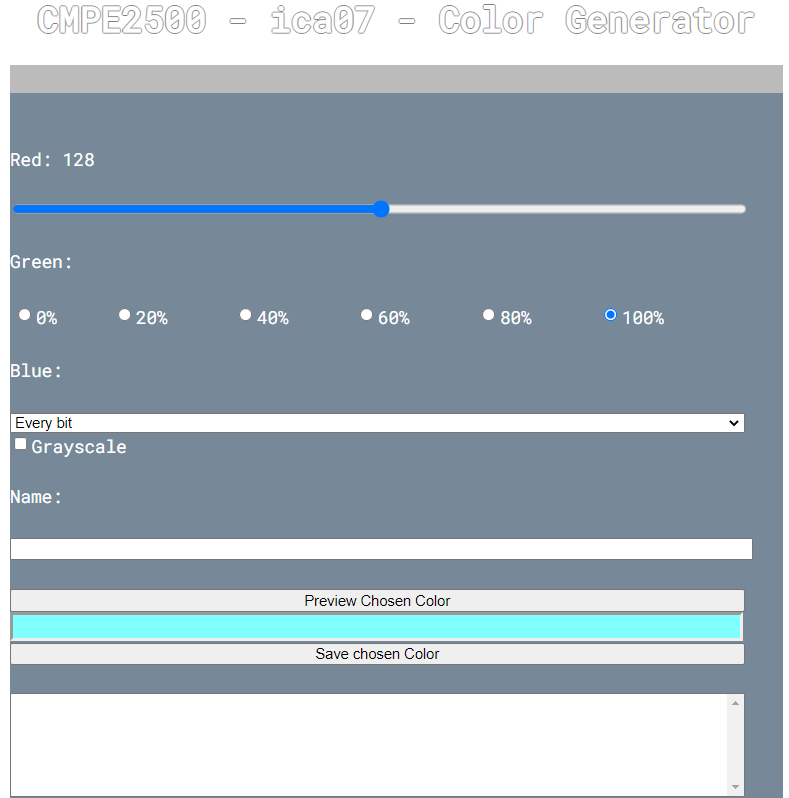 CMPE2500 - ica07 - Color Generator
Red: 128
Green:
0% 20% 40% 60% 80% 100%
Blue:
Every bit
Grayscale
Name:
Preview Chosen Color
Save chosen Color